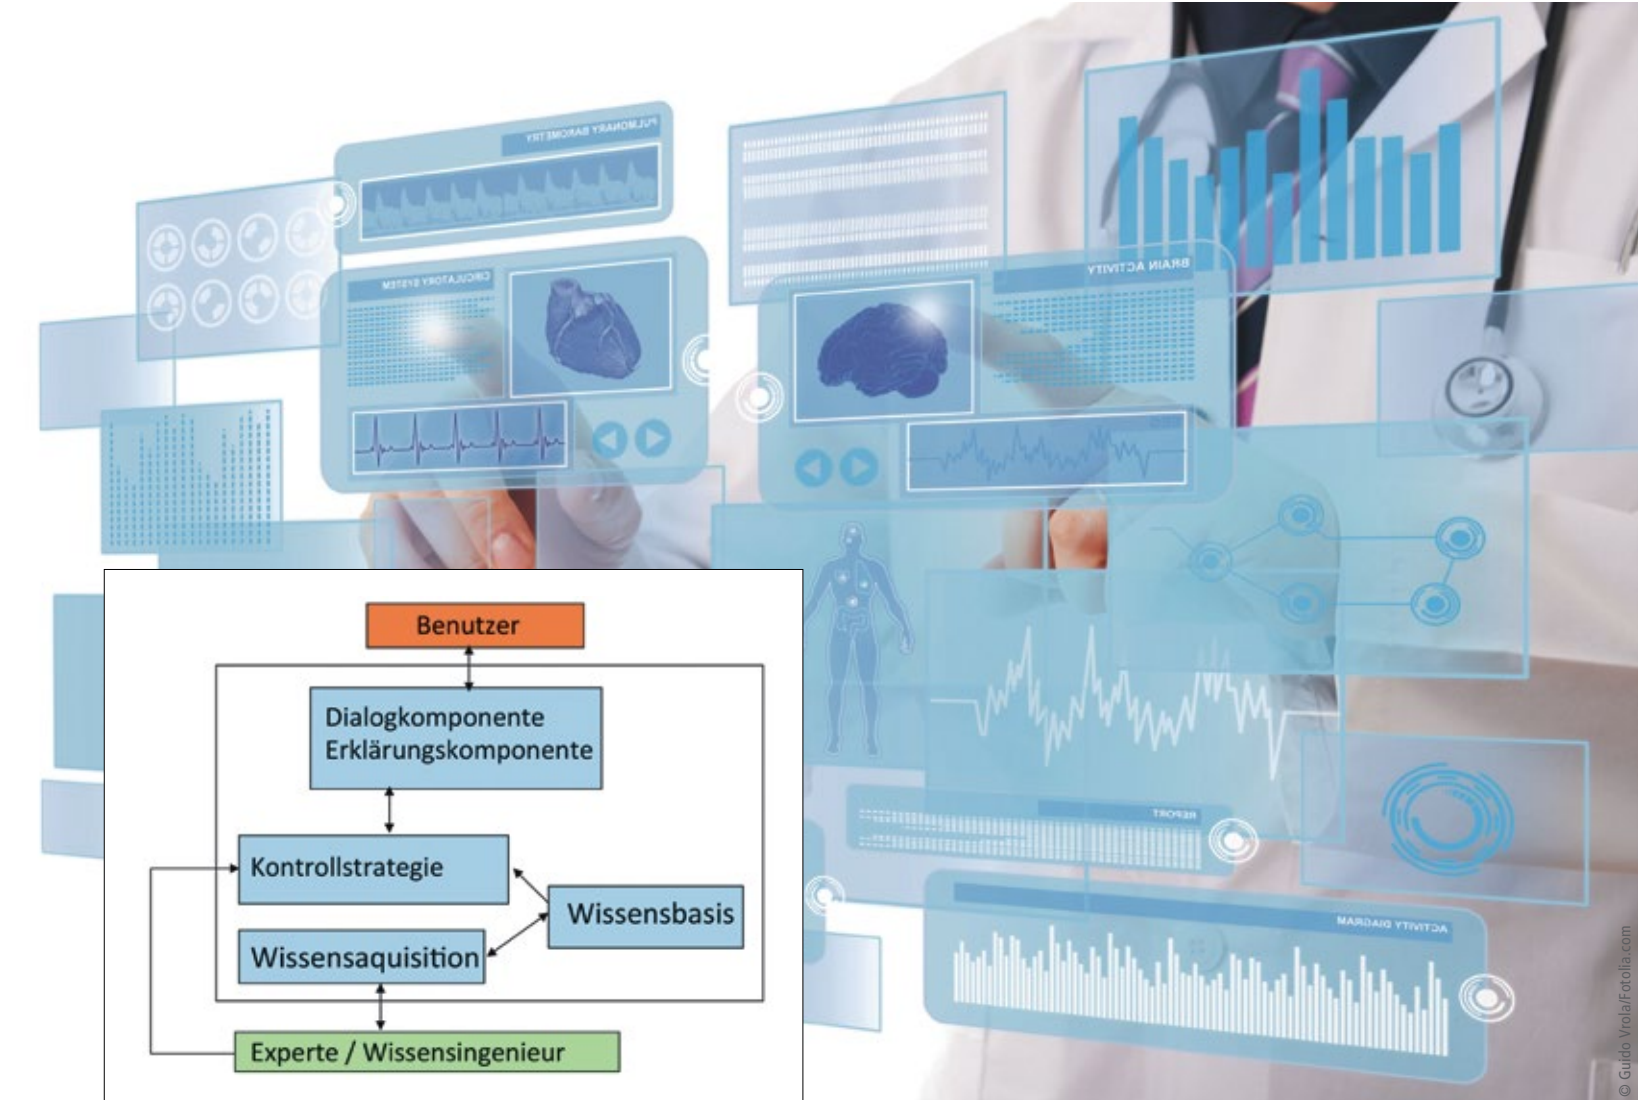 PULMONARY BAROMETRY
CIRCULATORY SYSTEM
BRAIN ACTIVITY
REPORT
ACTIVITY DIAGRAM
Benutzer
Dialogkomponente
Erklärungskomponente
Kontrollstrategie
Wissensbasis
Wissensaquisition
Experte / Wissensingenieur
© Guido Vrola/Fotolia.com